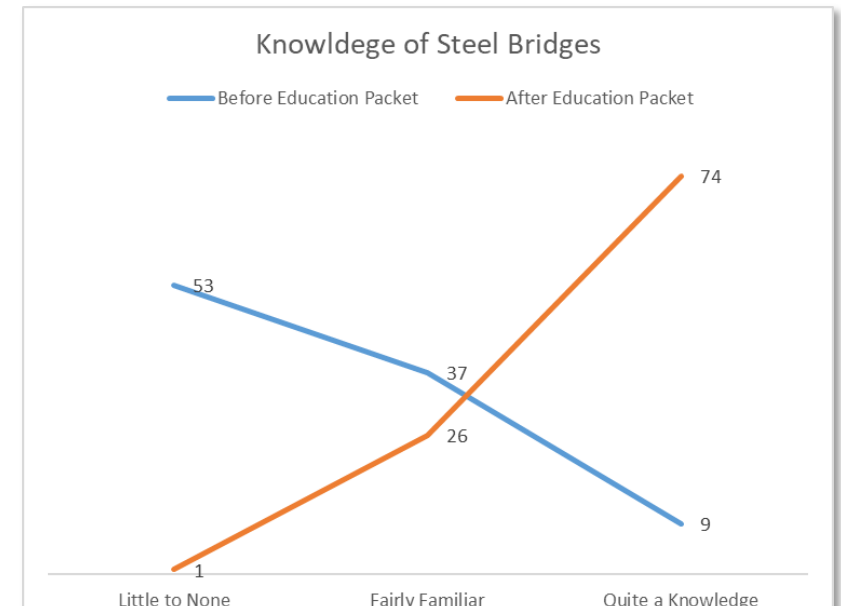 Knowldege of Steel Bridges
Before Education Packet After Education Packet
74
53
37
26
9
1
Little to None Fairly Familiar Quite a Knowledge